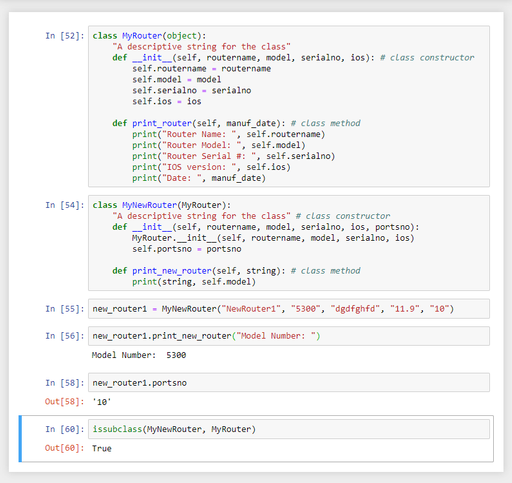 In [52]: class MyRouter(object):
    "A descriptive string for the class"
    def __init__(self, routername, model, serialno, ios): # class constructor
        self.routername = routername
        self.model = model
        self.serialno = serialno
        self.ios = ios

    def print_router(self, manuf_date): # class method
        print("Router Name: ", self.routername)
        print("Router Model: ", self.model)
        print("Router Serial #: ", self.serialno)
        print("IOS version: ", self.ios)
        print("Date: ", manuf_date)
In [54]: class MyNewRouter(MyRouter):
    "A descriptive string for the class" # class constructor
    def __init__(self, routername, model, serialno, ios, portsno):
        MyRouter.__init__(self, routername, model, serialno, ios)
        self.portsno = portsno

    def print_new_router(self, string): # class method
        print(string, self.model)
In [55]: new_router1 = MyNewRouter("NewRouter1", "5300", "dgdfghfd", "11.9", "10")
In [56]: new_router1.print_new_router("Model Number: ")
Model Number:  5300
In [58]: new_router1.portsno
Out[58]: '10'
In [60]: issubclass(MyNewRouter, MyRouter)
Out[60]: True